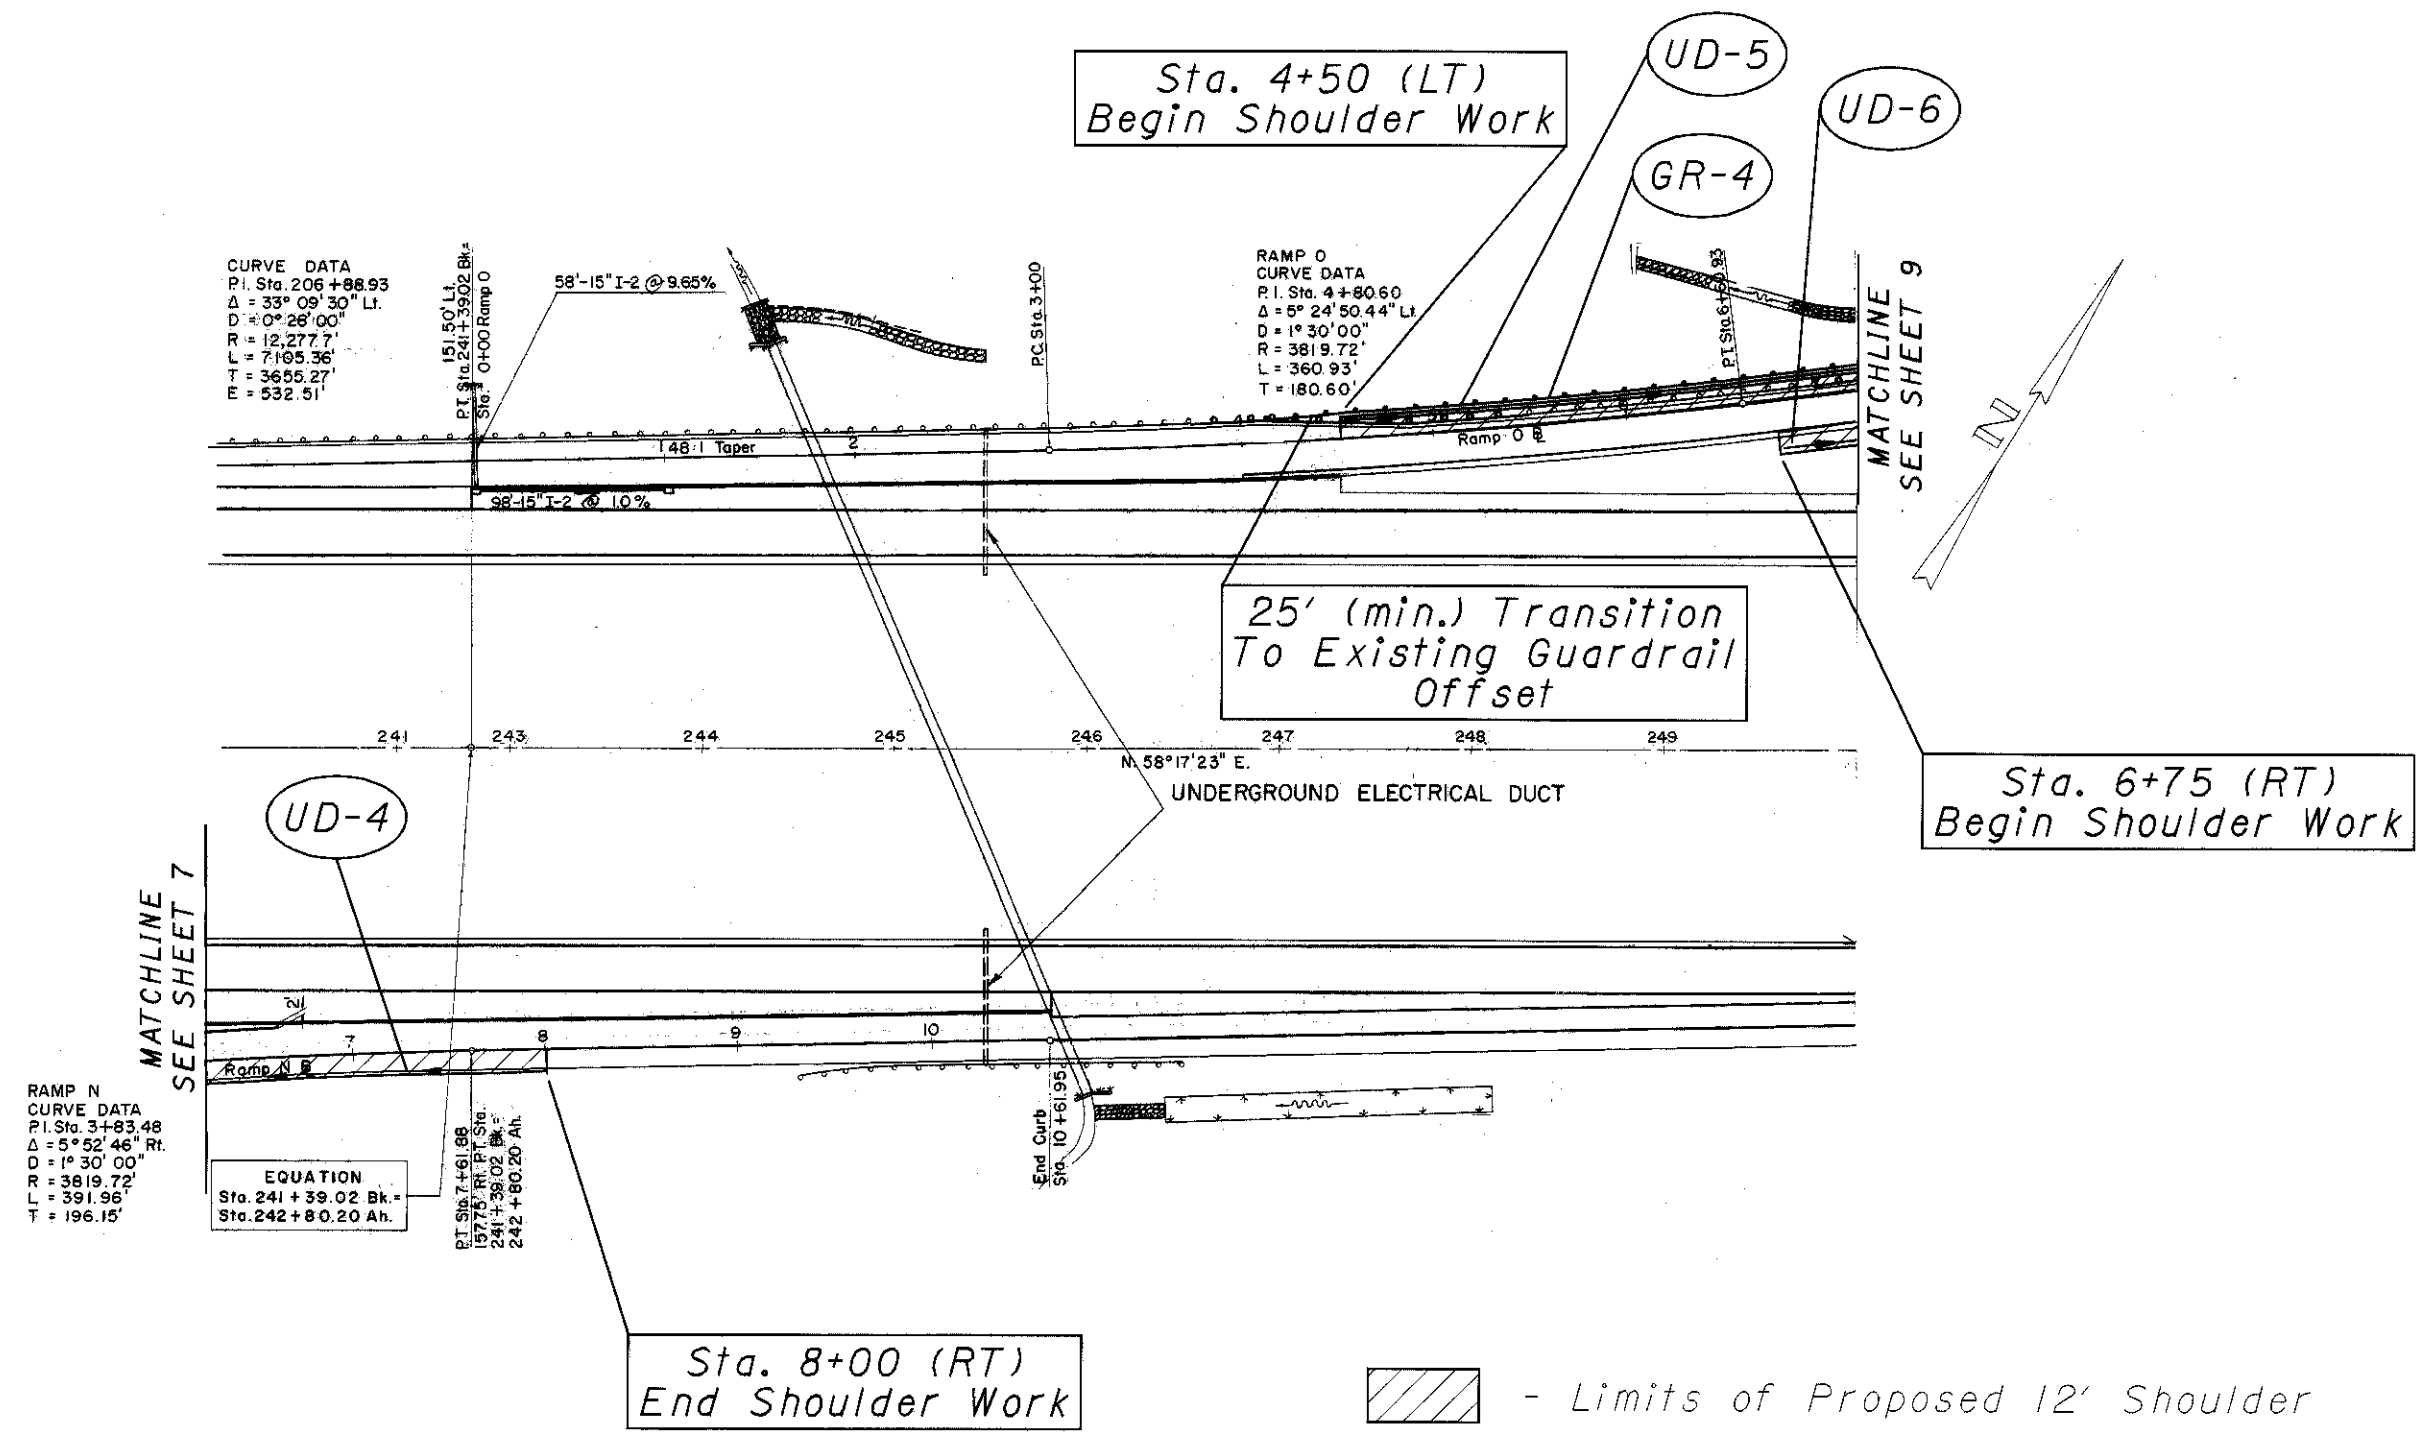 Sta. 4+50 (LT)
Begin Shoulder Work
UD-5
UD-6
GR-4
CURVE DATA
P.I. Sta. 206+88.93
Δ = 33° 09' 30" Lt.
D = 0° 28' 00"
R = 12,277.7'
L = 7105.36'
T = 3655.27'
E = 532.51'
151.50' Lt.
P.T. Sta. 241+39.02 Bk.=
Sta. 0+00 Ramp O
58'-15" I-2 @ 9.65%
P.C. Sta. 3+00
RAMP O
CURVE DATA
P.I. Sta. 4+80.60
Δ = 5° 24' 50.44" Lt.
D = 1° 30' 00"
R = 3819.72'
L = 360.93'
T = 180.60'
P.T. Sta. 6+60.93
MATCHLINE
SEE SHEET 9
N
1
48:1 Taper
2
4
Ramp O B
98'-15" I-2 @ 1.0%
25' (min.) Transition
To Existing Guardrail
Offset
241
243
244
245
246
247
248
249
N. 58° 17' 23" E.
UNDERGROUND ELECTRICAL DUCT
Sta. 6+75 (RT)
Begin Shoulder Work
UD-4
MATCHLINE
SEE SHEET 7
2'
7
8
9
10
Ramp N B
RAMP N
CURVE DATA
P.I. Sta. 3+83.48
Δ = 5° 52' 46" Rt.
D = 1° 30' 00"
R = 3819.72'
L = 391.96'
T = 196.15'
EQUATION
Sta. 241+39.02 Bk.=
Sta. 242+80.20 Ah.
P.T. Sta. 7+61.88
157.75' Rt. P.T. Sta.
241+39.02 Bk.=
242+80.20 Ah.
End Curb
Sta. 10+61.95
Sta. 8+00 (RT)
End Shoulder Work
- Limits of Proposed 12' Shoulder